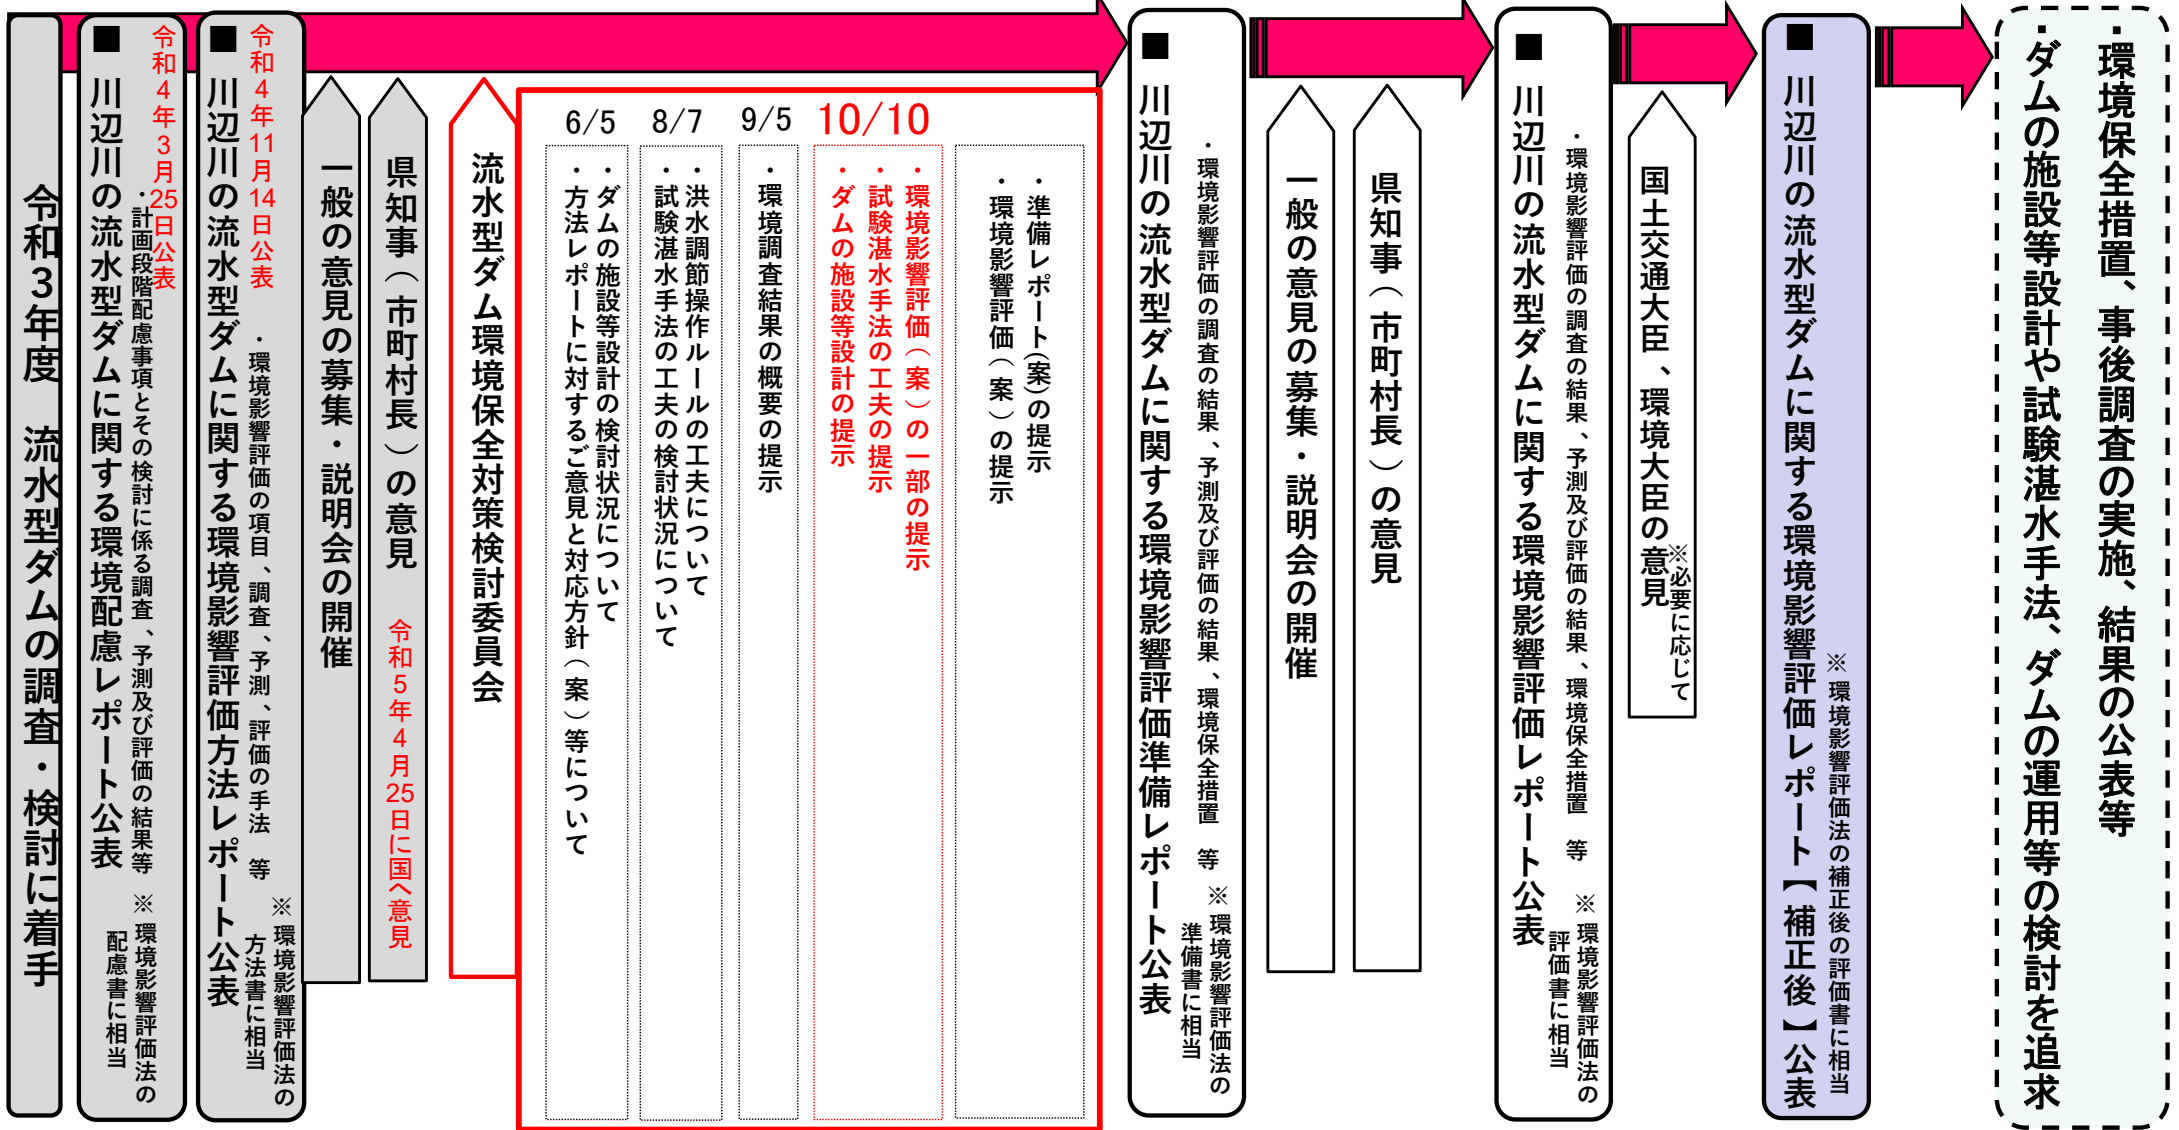 令和３年度　流水型ダムの調査・検討に着手
令和４年３月25日公表
■ 川辺川の流水型ダムに関する環境配慮レポート公表
・計画段階配慮事項とその検討に係る調査、予測及び評価の結果等
※環境影響評価法の
配慮書に相当
令和４年11月14日公表
■ 川辺川の流水型ダムに関する環境影響評価方法レポート公表
・環境影響評価の項目、調査、予測、評価の手法　等
※環境影響評価法の
方法書に相当
一般の意見の募集・説明会の開催
県知事（市町村長）の意見　令和５年４月25日に国へ意見
流水型ダム環境保全対策検討委員会
6/5
・ダムの施設等設計の検討状況について
・方法レポートに対するご意見と対応方針（案）等について
8/7
・洪水調節操作ルールの工夫について
・試験湛水手法の工夫の検討状況について
9/5
・環境調査結果の概要の提示
10/10
・環境影響評価（案）の一部の提示
・試験湛水手法の工夫の提示
・ダムの施設等設計の提示
・準備レポート(案)の提示
・環境影響評価（案）の提示
■ 川辺川の流水型ダムに関する環境影響評価準備レポート公表
・環境影響評価の調査の結果、予測及び評価の結果、環境保全措置　等
※環境影響評価法の
準備書に相当
一般の意見の募集・説明会の開催
県知事（市町村長）の意見
■ 川辺川の流水型ダムに関する環境影響評価レポート公表
・環境影響評価の調査の結果、予測及び評価の結果、環境保全措置　等
※環境影響評価法の
評価書に相当
国土交通大臣、環境大臣の意見
※必要に応じて
■ 川辺川の流水型ダムに関する環境影響評価レポート【補正後】公表
※環境影響評価法の補正後の評価書に相当
・環境保全措置、事後調査の実施、結果の公表等
・ダムの施設等設計や試験湛水手法、ダムの運用等の検討を追求